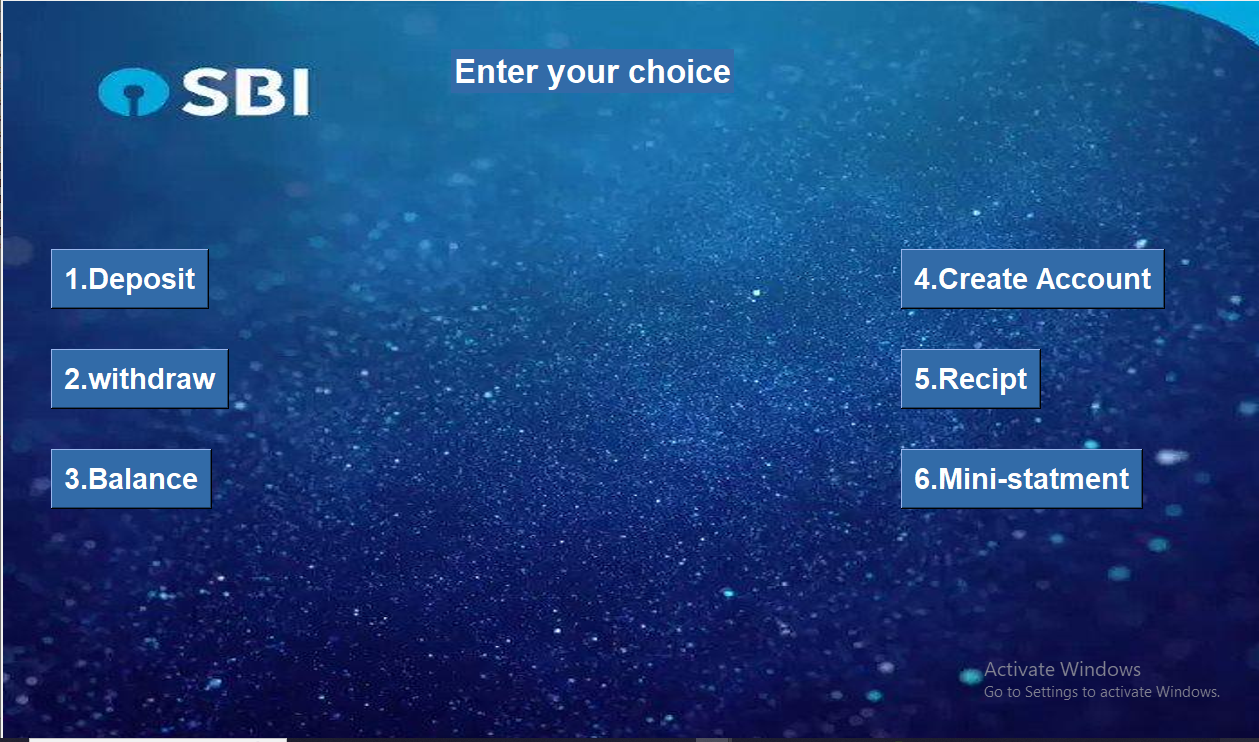 SBI
Enter your choice
1.Deposit
2.withdraw
3.Balance
4.Create Account
5.Recipt
6.Mini-statment
Activate Windows
Go to Settings to activate Windows.